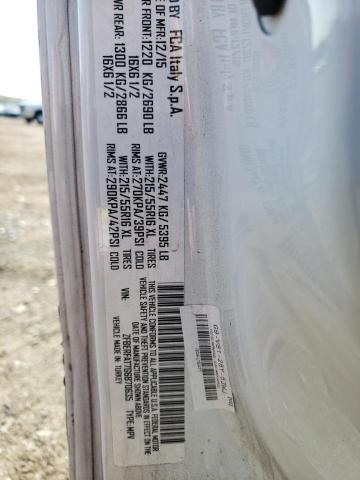 D BY FCA Italy S.p.A.
E OF MFR:12/15
R FRONT:1220 KG/2690 LB
16X6 1/2
WR REAR: 1300 KG/2866 LB
16X6 1/2
GVWR:2447 KG/5395 LB
WITH:215/55R16 XL TIRES
RIMS AT:270KPA/39PSI COLD
WITH:215/55R16 XL TIRES
RIMS AT:290KPA/42PSI COLD
THIS VEHICLE CONFORMS TO ALL APPLICABLE U.S.A. FEDERAL MOTOR
VEHICLE SAFETY AND THEFT PREVENTION STANDARDS IN EFFECT ON THE
DATE OF MANUFACTURE SHOWN ABOVE
MADE IN TURKEY
VIN: TYPE:MPV